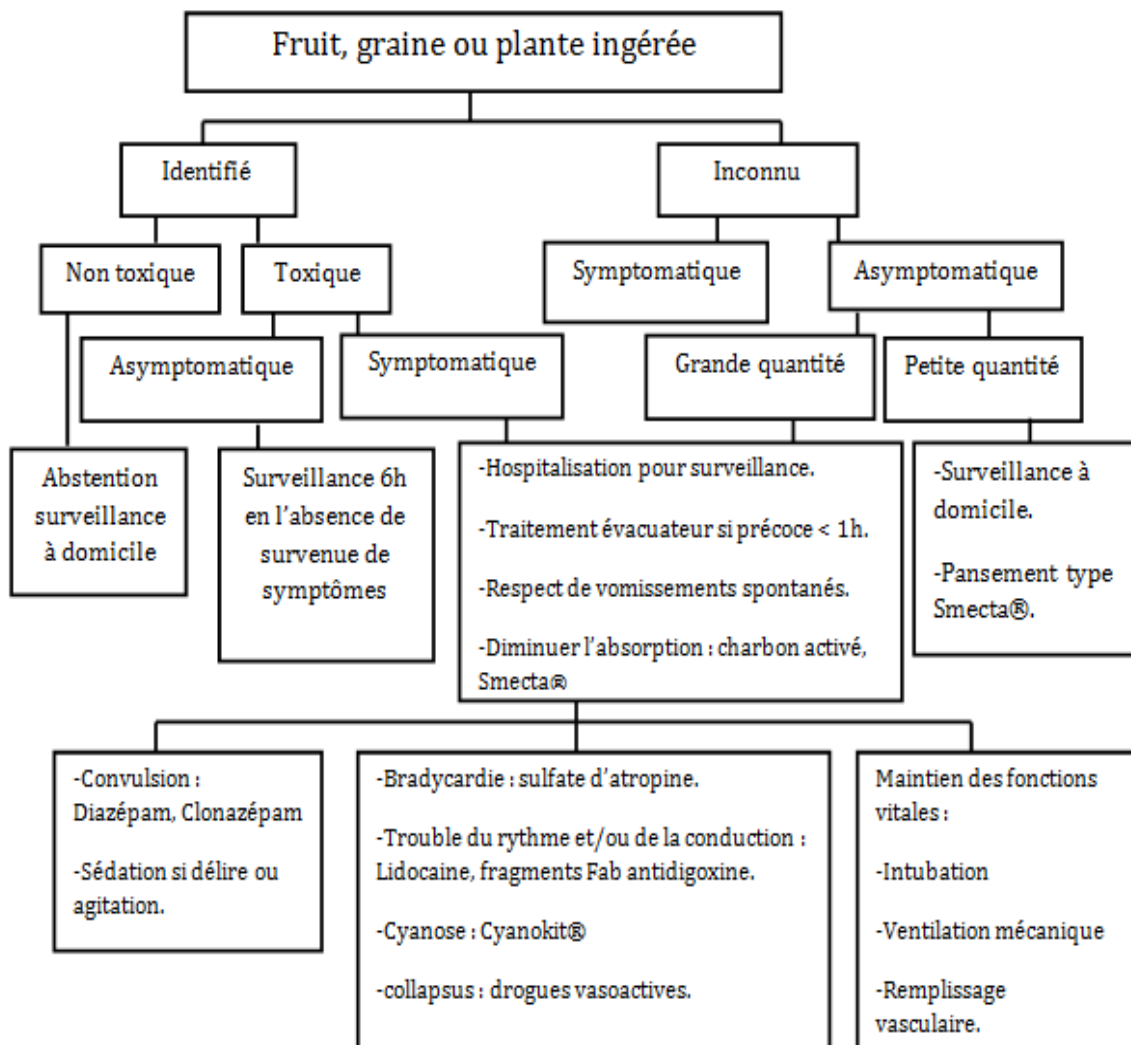 Fruit, graine ou plante ingérée
Identifié
Inconnu
Non toxique
Toxique
Symptomatique
Asymptomatique
Asymptomatique
Symptomatique
Grande quantité
Petite quantité
Abstention
surveillance
à domicile
Surveillance 6h
en l'absence de
survenue de
symptômes
-Hospitalisation pour surveillance.
-Traitement évacuateur si précoce < 1h.
-Respect de vomissements spontanés.
-Diminuer l'absorption : charbon activé,
Smecta®
-Surveillance à
domicile.
-Pansement type
Smecta®.
-Convulsion :
Diazépam, Clonazépam
-Sédation si délire ou
agitation.
-Bradycardie : sulfate d'atropine.
-Trouble du rythme et/ou de la conduction :
Lidocaine, fragments Fab antidigoxine.
-Cyanose : Cyanokit®
-collapsus : drogues vasoactives.
Maintien des fonctions
vitales :
-Intubation
-Ventilation mécanique
-Remplissage
vasculaire.